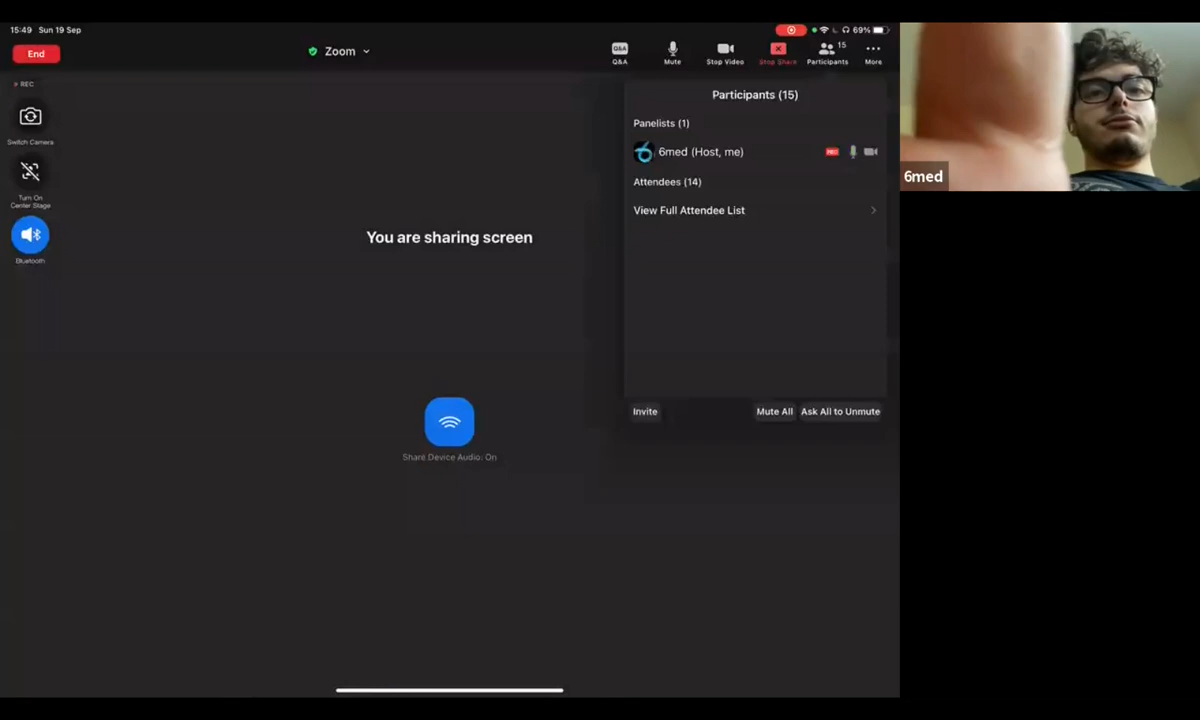 15:49 Sun 19 Sep
69%
End
Zoom
Q&A
Q&A
Mute
Stop Video
Stop Share
15
Participants
More
REC
Switch Camera
Turn On
Center Stage
Bluetooth
You are sharing screen
Share Device Audio: On
Participants (15)
Panelists (1)
6med (Host, me)
REC
Attendees (14)
View Full Attendee List
Invite
Mute All
Ask All to Unmute
6med